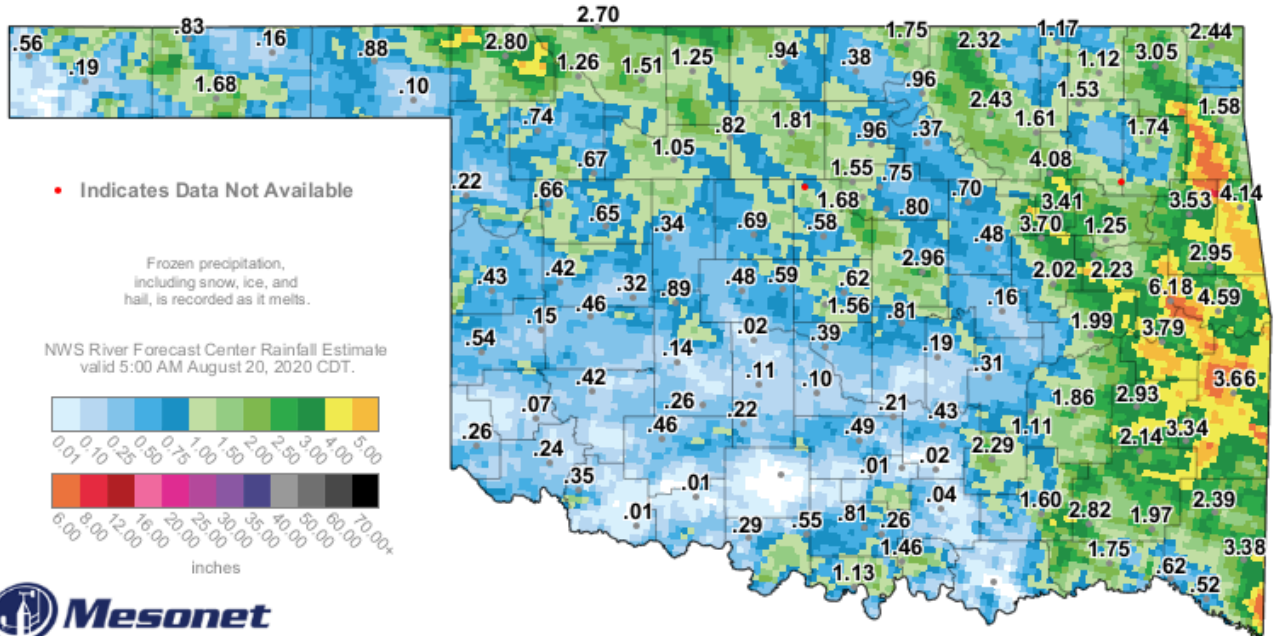 2.70
.83 1.75 1.17 2.44
.56 .16 .88 2.80 .94 2.32 3.05
.19 1.26 1.51 1.25 .38 1.12
1.68 .10 .96 1.53
2.43 1.58
.74 .82 1.81 .96 .37 1.61 1.74
1.05
.67 1.55 .75 4.08
.22 .66 .70
Indicates Data Not Available
1.68 .80 3.41 3.53 4.14
.65 .34 .69 .58 .48 3.70 1.25
2.96 2.95
Frozen precipitation,
including snow, ice, and
hail, is recorded as it melts.
.43 .42 .32 .89 .48 .59 .62 2.02 2.23 6.18
.15 .46 1.56 .81 .16 4.59
.54 .02 .39 1.99 3.79
NWS River Forecast Center Rainfall Estimate
valid 5:00 AM August 20, 2020 CDT.
.14 .19
.42 .11 .10 .31 3.66
.07 .26 .22 .21 .43 1.86 2.93
.26 .46 .49 1.11 2.14 3.34
0.01 0.10 0.25 0.50 0.75 1.00 1.50 2.00 2.50 3.00 4.00 5.00
.24 .02 2.29
.35 .01 .01
.01 .04 1.60 2.39
.29 .55 .81 .26 2.82 1.97
6.00 8.00 12.00 16.00 20.00 25.00 30.00 35.00 40.00 50.00 60.00 70.00+
inches
1.46 1.75 3.38
1.13 .62 .52
Mesonet